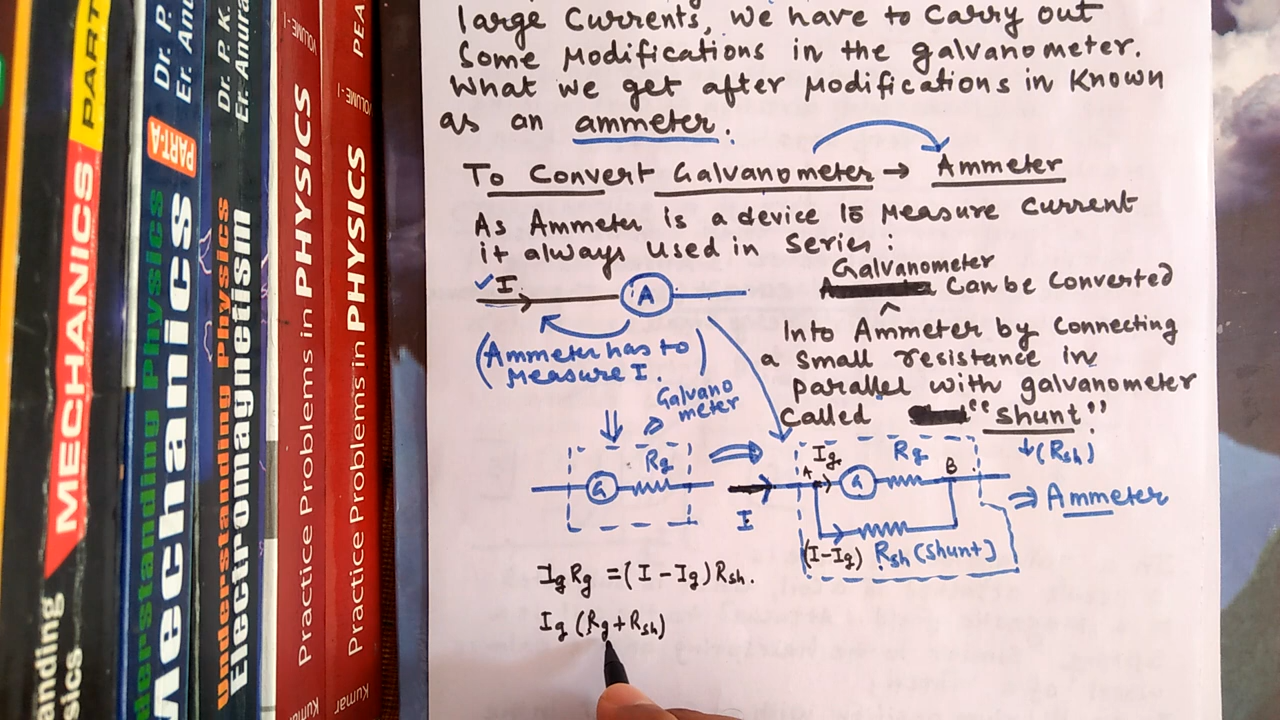 MECHANICS PART
anding
sics
Understanding Physics
Mechanics PART-A Dr. P.
Er. Anu
Understanding Physics
Electromagnetism Dr. P. K.
Er. Anura
Practice Problems in PHYSICS VOLUME - I
Kumar
Practice Problems in PHYSICS VOLUME - I PEA
Kumar
large Currents, we have to Carry out
Some Modifications in the galvanometer.
What we get after Modifications in Known
as an ammeter.
To Convert Galvanometer → Ammeter
As Ammeter is a device to Measure Current
it always used in Series :
I
A
Galvanometer
Can be Converted
Into Ammeter by Connecting
a Small resistance in
parallel with galvanometer
Called "Shunt".
(Ammeter has to
Measure I.)
Galvano
meter
↓(Rsh)
G Rg
I
A Ig G Rg B
⇒ Ammeter
(I-Ig) Rsh (Shunt)
IgRg = (I - Ig) Rsh.
Ig (Rg+Rsh)